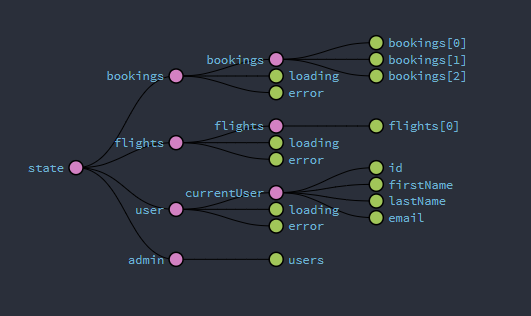 bookings[0]
bookings
bookings[1]
bookings
loading
bookings[2]
error
flights
flights[0]
flights
loading
error
state
id
firstName
currentUser
lastName
user
loading
email
error
admin
users